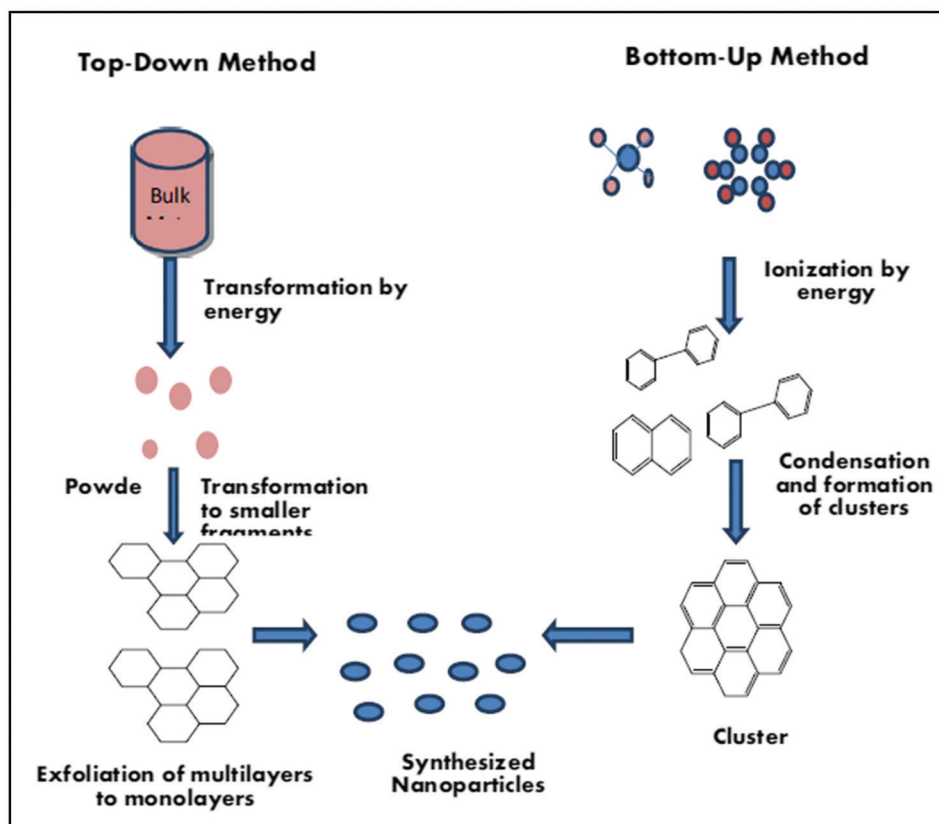 Top-Down Method
Bottom-Up Method
Bulk
Transformation by
energy
Ionization by
energy
Powde
Transformation
to smaller
fragments
Condensation
and formation
of clusters
Exfoliation of multilayers
to monolayers
Synthesized
Nanoparticles
Cluster